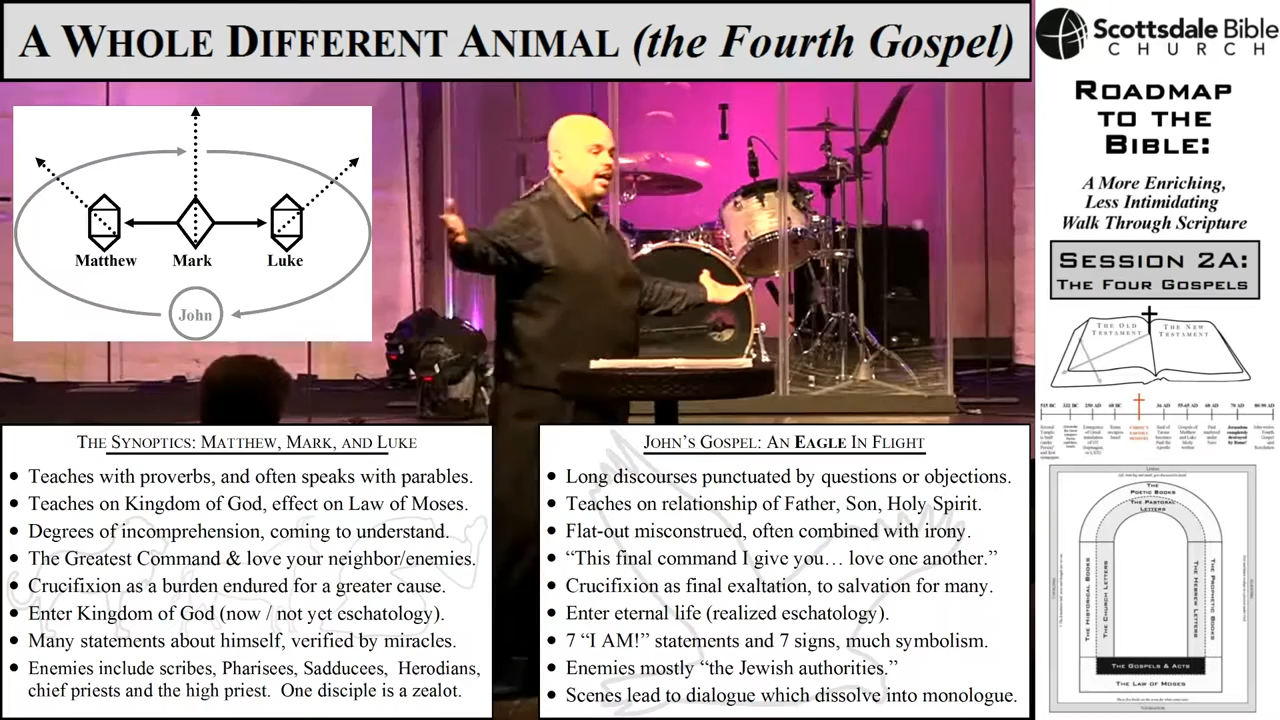 A WHOLE DIFFERENT ANIMAL (the Fourth Gospel)
Matthew
Mark
Luke
John
THE SYNOPTICS: MATTHEW, MARK, AND LUKE
• Teaches with proverbs, and often speaks with parables.
• Teaches on Kingdom of God, effect on Law of Moses.
• Degrees of incomprehension, coming to understand.
• The Greatest Command & love your neighbor/enemies.
• Crucifixion as a burden endured for a greater cause.
• Enter Kingdom of God (now / not yet eschatology).
• Many statements about himself, verified by miracles.
• Enemies include scribes, Pharisees, Sadducees, Herodians,
chief priests and the high priest. One disciple is a zealot.
JOHN'S GOSPEL: AN EAGLE IN FLIGHT
• Long discourses punctuated by questions or objections.
• Teaches on relationship of Father, Son, Holy Spirit.
• Flat-out misconstrued, often combined with irony.
• “This final command I give you… love one another.”
• Crucifixion as final exaltation, to salvation for many.
• Enter eternal life (realized eschatology).
• 7 “I AM!” statements and 7 signs, much symbolism.
• Enemies mostly “the Jewish authorities.”
• Scenes lead to dialogue which dissolve into monologue.
Scottsdale Bible
CHURCH
ROADMAP
TO THE
BIBLE:
A More Enriching,
Less Intimidating
Walk Through Scripture
SESSION 2A:
THE FOUR GOSPELS
THE OLD
TESTAMENT
THE NEW
TESTAMENT
THE
POETIC BOOKS
THE PASTORAL
LETTERS
THE HISTORICAL BOOKS
THE CHURCH LETTERS
THE HEBREW LETTERS
THE PROPHETIC BOOKS
THE GOSPELS & ACTS
THE LAW OF MOSES